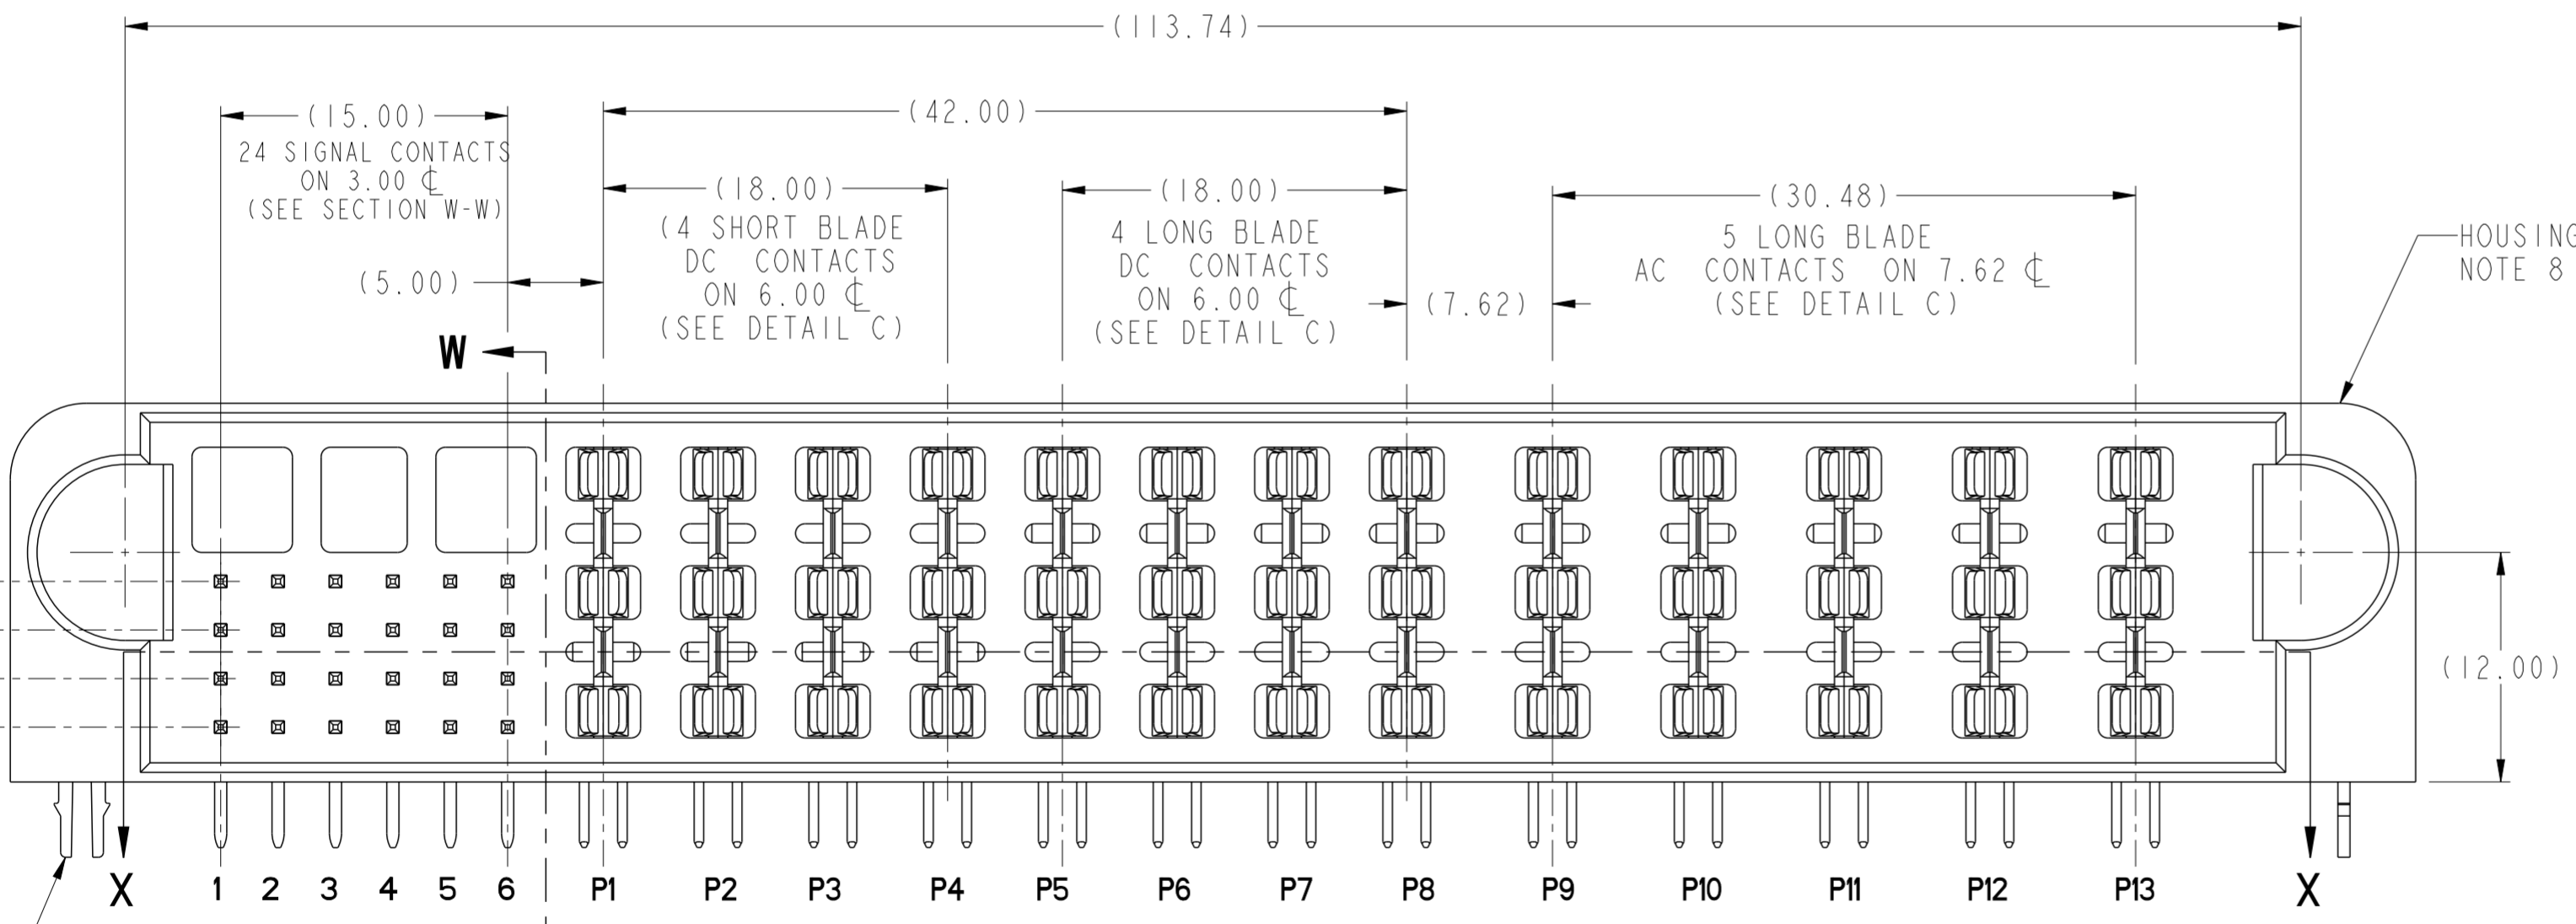 (113.74)
(15.00)
24 SIGNAL CONTACTS
ON 3.00 ℄
(SEE SECTION W-W)
(42.00)
(18.00)
(4 SHORT BLADE
DC CONTACTS
ON 6.00 ℄
(SEE DETAIL C)
(18.00)
4 LONG BLADE
DC CONTACTS
ON 6.00 ℄
(SEE DETAIL C)
(30.48)
5 LONG BLADE
AC CONTACTS ON 7.62 ℄
(SEE DETAIL C)
HOUSING
NOTE 8
(5.00)
(7.62)
W
(12.00)
X 1 2 3 4 5 6 P1 P2 P3 P4 P5 P6 P7 P8 P9 P10 P11 P12 P13 X